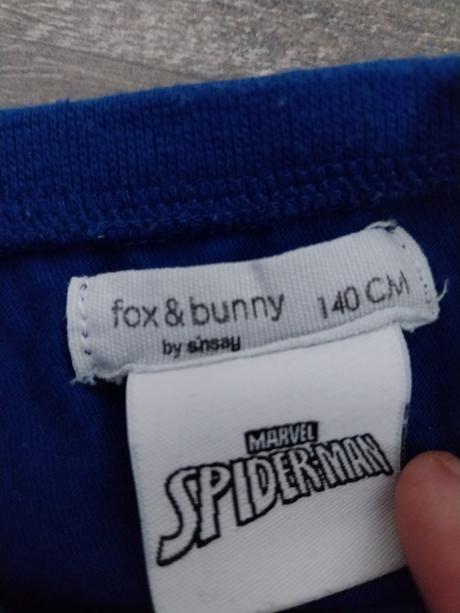 fox & bunny 140 CM
by sinsay
MARVEL
SPIDER-MAN